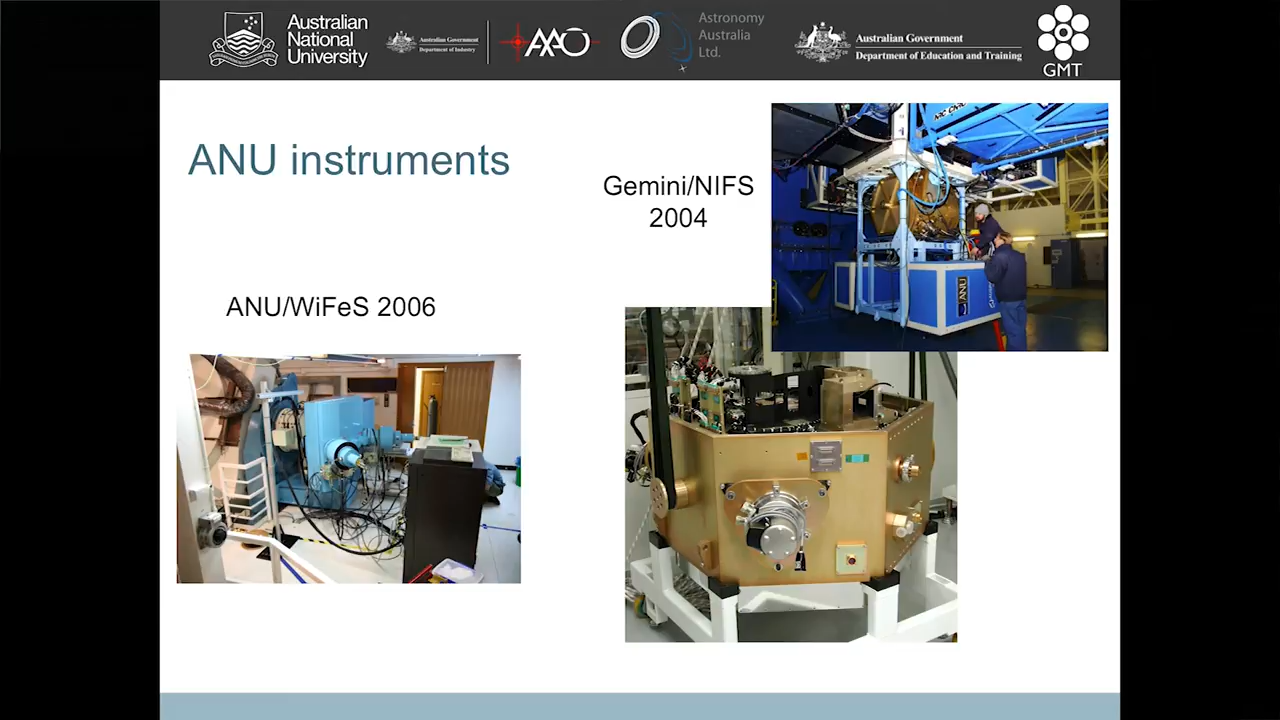 Australian
National
University
Australian Government
Department of Industry
AAO
Astronomy
Australia
Ltd.
Australian Government
Department of Education and Training
GMT
ANU instruments
Gemini/NIFS
2004
ANU/WiFeS 2006
ANU